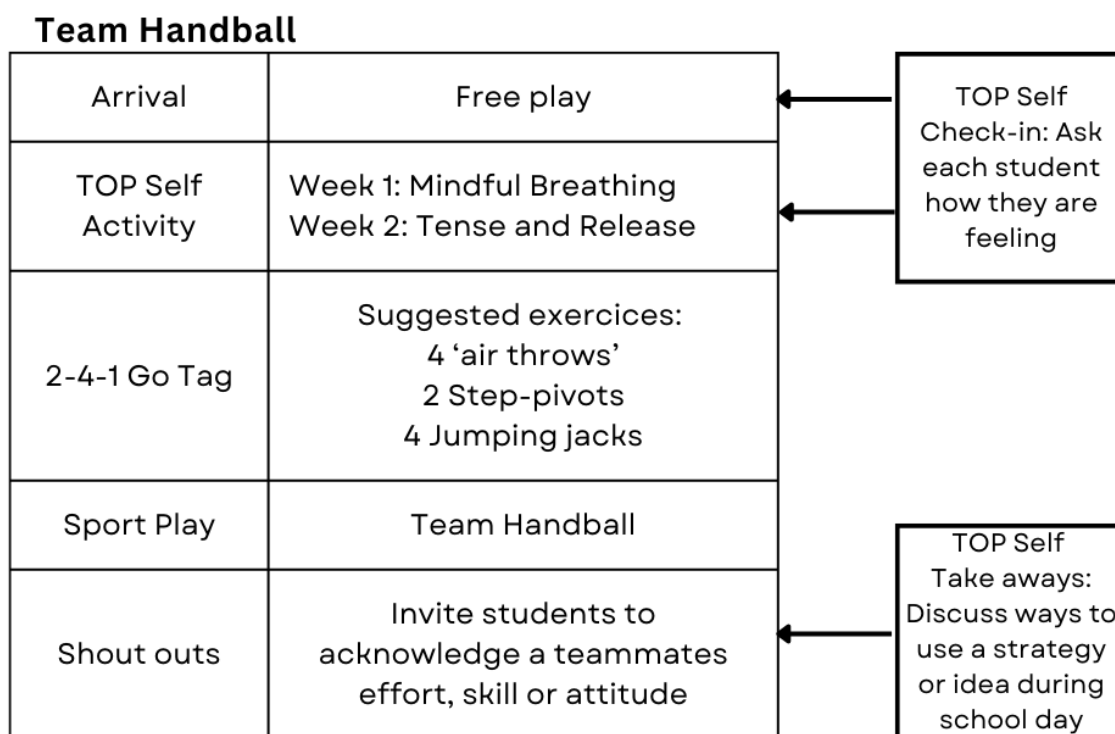 Team Handball
Arrival
Free play
TOP Self
Check-in: Ask
each student
how they are
feeling
TOP Self
Activity
Week 1: Mindful Breathing
Week 2: Tense and Release
2-4-1 Go Tag
Suggested exercices:
4 ‘air throws’
2 Step-pivots
4 Jumping jacks
Sport Play
Team Handball
Shout outs
Invite students to
acknowledge a teammates
effort, skill or attitude
TOP Self
Take aways:
Discuss ways to
use a strategy
or idea during
school day